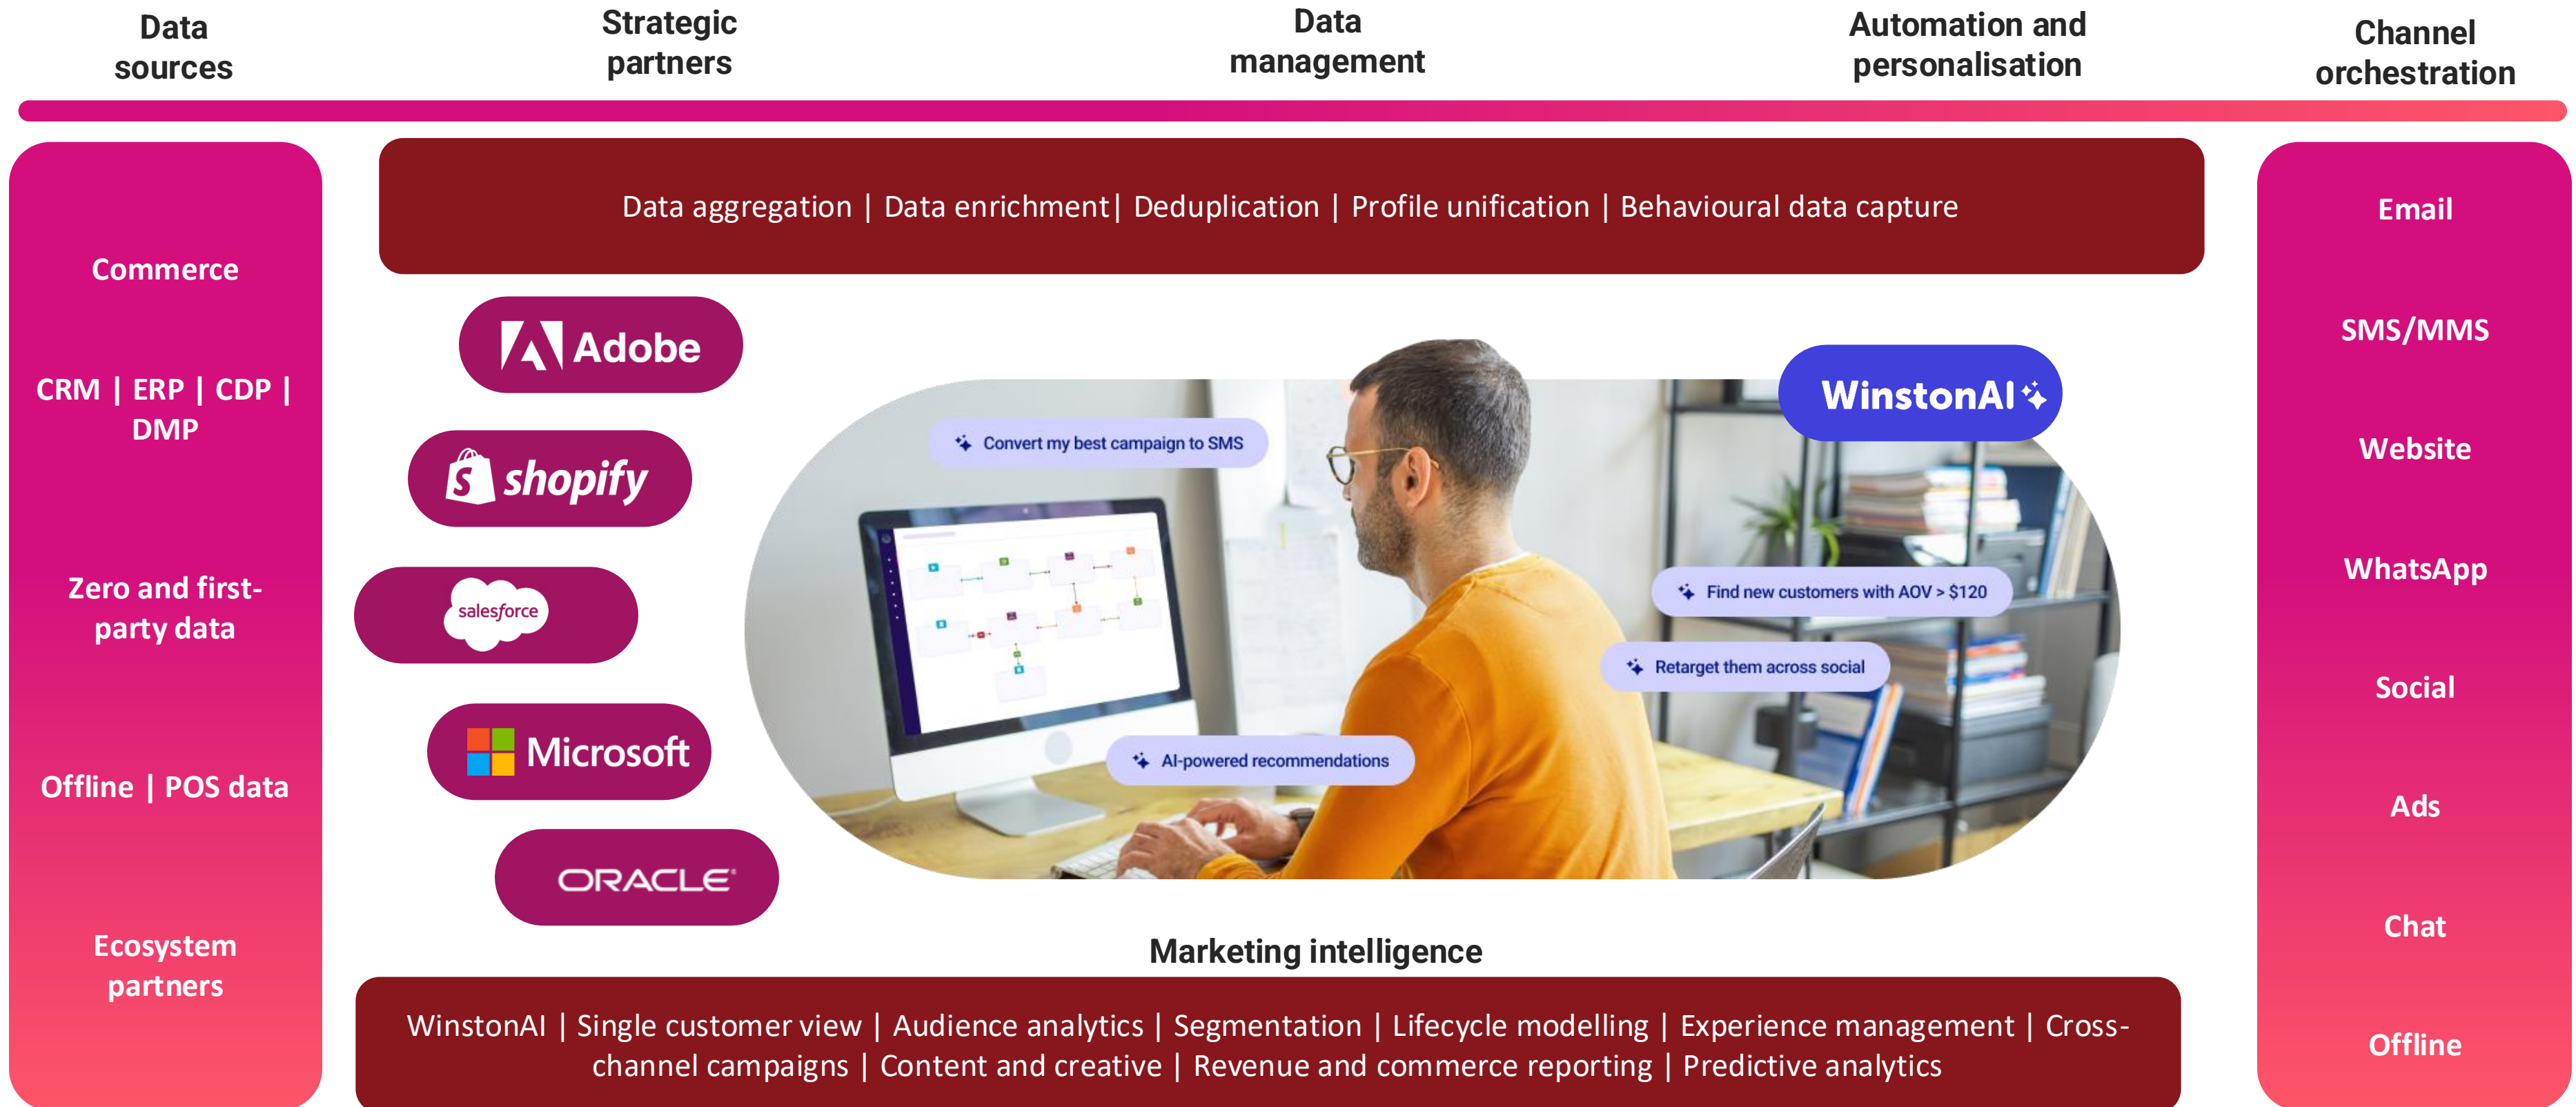 Data
sources
Strategic
partners
Data
management
Automation and
personalisation
Channel
orchestration
Commerce
CRM | ERP | CDP |
DMP
Zero and first-
party data
Offline | POS data
Ecosystem
partners
Data aggregation | Data enrichment| Deduplication | Profile unification | Behavioural data capture
Adobe
shopify
salesforce
Microsoft
ORACLE®
WinstonAI
Convert my best campaign to SMS
Find new customers with AOV > $120
Retarget them across social
AI-powered recommendations
Marketing intelligence
WinstonAI | Single customer view | Audience analytics | Segmentation | Lifecycle modelling | Experience management | Cross-
channel campaigns | Content and creative | Revenue and commerce reporting | Predictive analytics
Email
SMS/MMS
Website
WhatsApp
Social
Ads
Chat
Offline